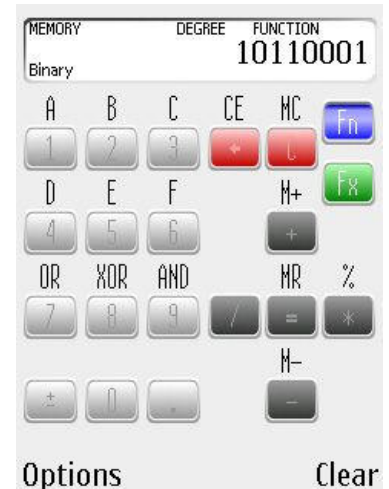 MEMORY DEGREE FUNCTION
10110001
Binary
A B C CE MC Fn
1 2 3 ← C
D E F M+ Fx
4 5 6 +
OR XOR AND MR %
7 8 9 / = *
M-
± 0 . -
Options Clear